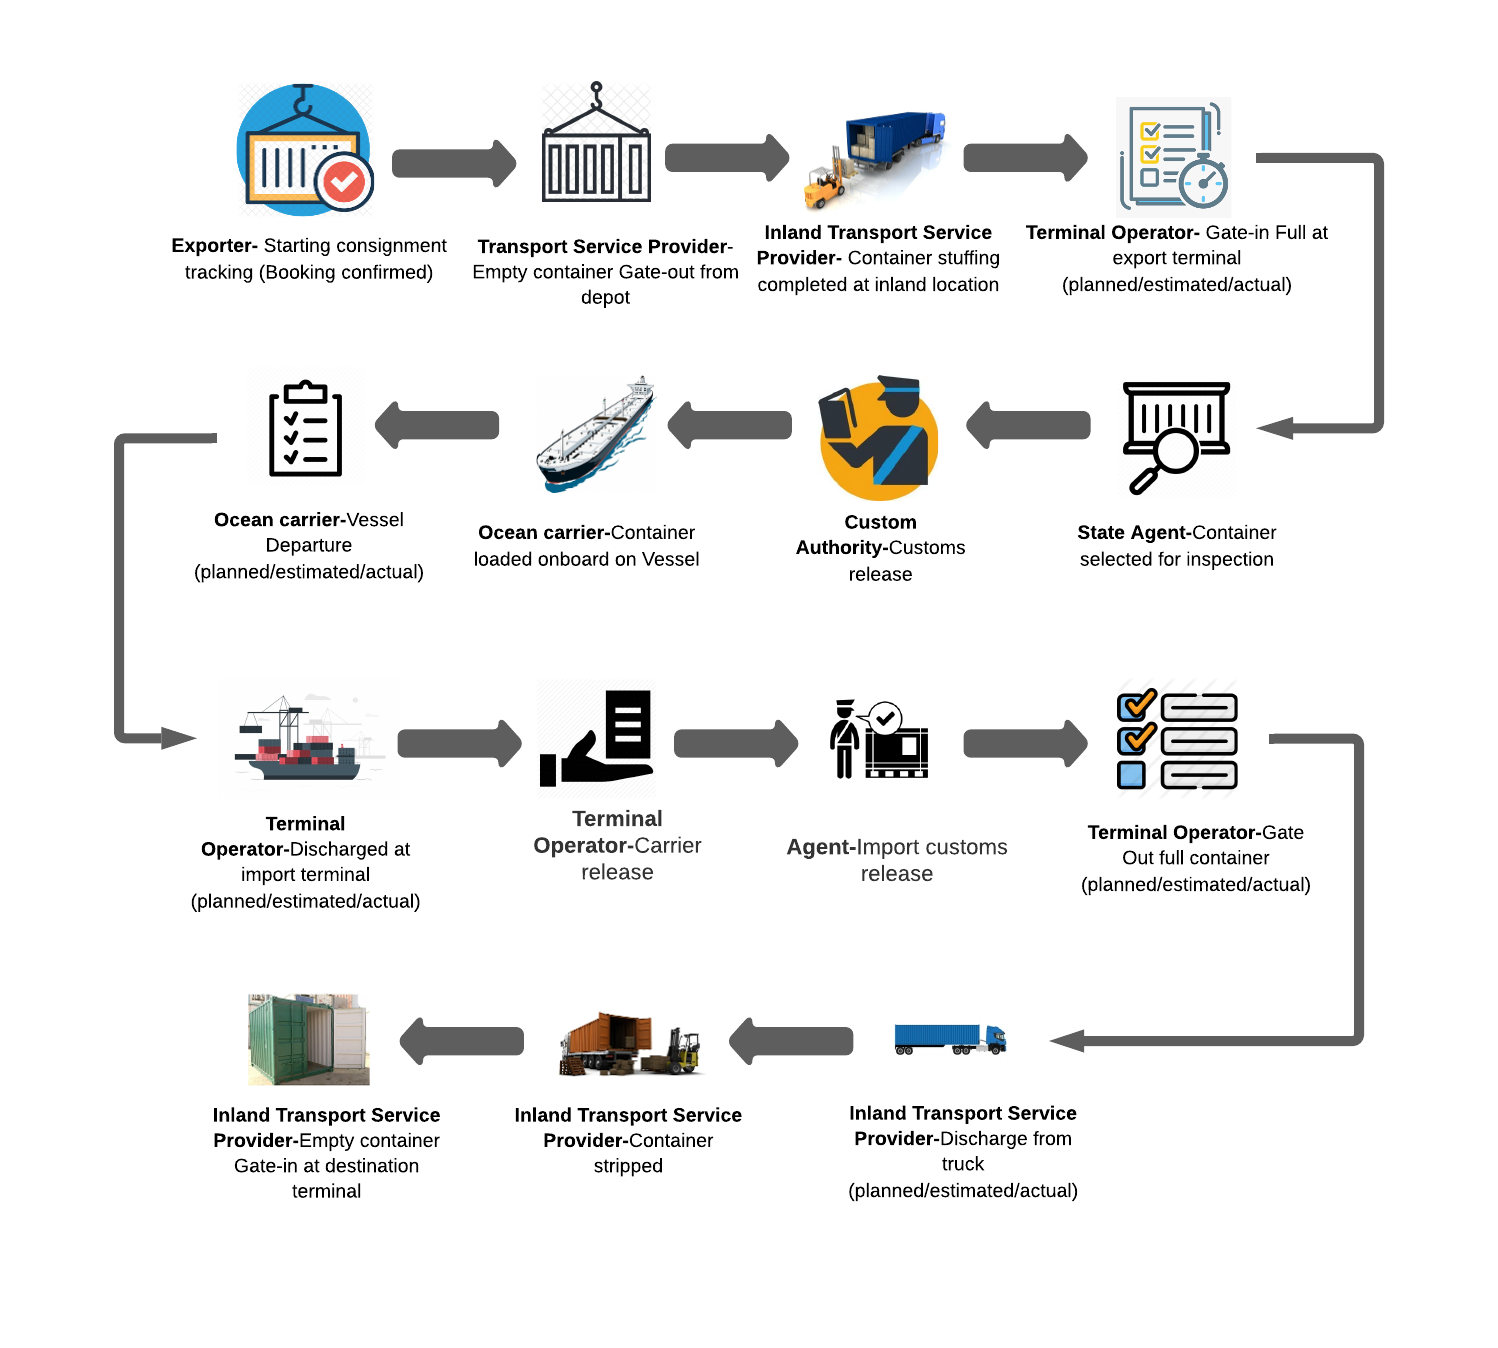 Exporter- Starting consignment
tracking (Booking confirmed)
Transport Service Provider-
Empty container Gate-out from
depot
Inland Transport Service
Provider- Container stuffing
completed at inland location
Terminal Operator- Gate-in Full at
export terminal
(planned/estimated/actual)
Ocean carrier-Vessel
Departure
(planned/estimated/actual)
Ocean carrier-Container
loaded onboard on Vessel
Custom
Authority-Customs
release
State Agent-Container
selected for inspection
Terminal
Operator-Discharged at
import terminal
(planned/estimated/actual)
Terminal
Operator-Carrier
release
Agent-Import customs
release
Terminal Operator-Gate
Out full container
(planned/estimated/actual)
Inland Transport Service
Provider-Empty container
Gate-in at destination
terminal
Inland Transport Service
Provider-Container
stripped
Inland Transport Service
Provider-Discharge from
truck
(planned/estimated/actual)